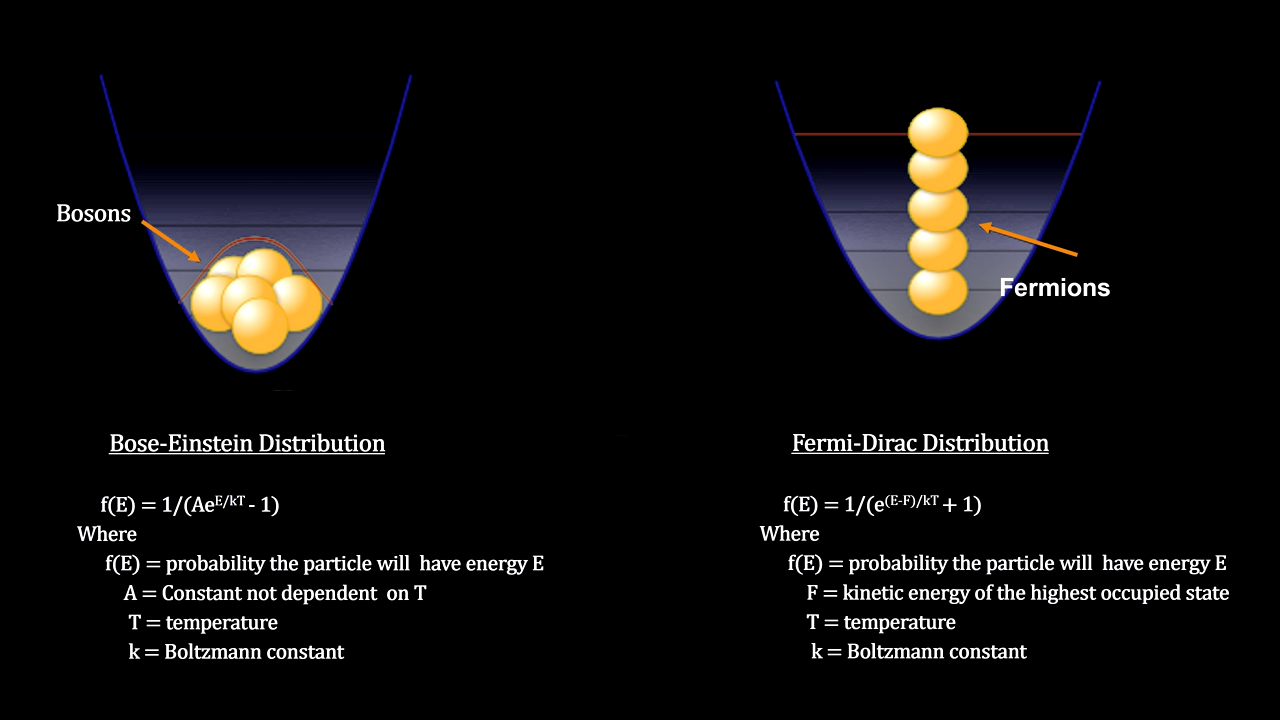 Bosons
Fermions
Bose-Einstein Distribution
f(E) = 1/(Ae^E/kT - 1)
Where
f(E) = probability the particle will have energy E
A = Constant not dependent on T
T = temperature
k = Boltzmann constant
Fermi-Dirac Distribution
f(E) = 1/(e^(E-F)/kT + 1)
Where
f(E) = probability the particle will have energy E
F = kinetic energy of the highest occupied state
T = temperature
k = Boltzmann constant